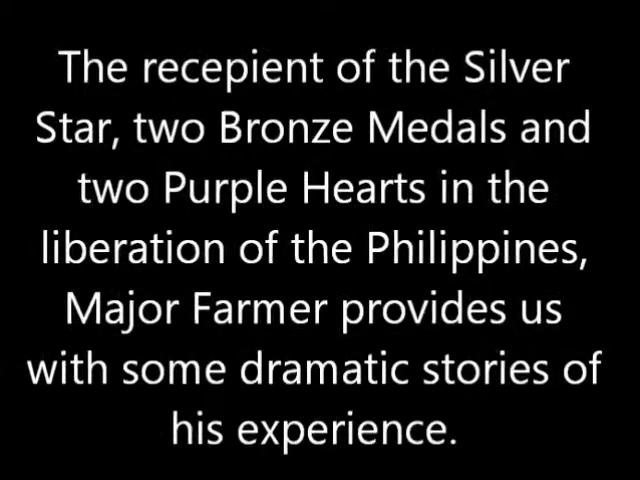 The recepient of the Silver
Star, two Bronze Medals and
two Purple Hearts in the
liberation of the Philippines,
Major Farmer provides us
with some dramatic stories of
his experience.